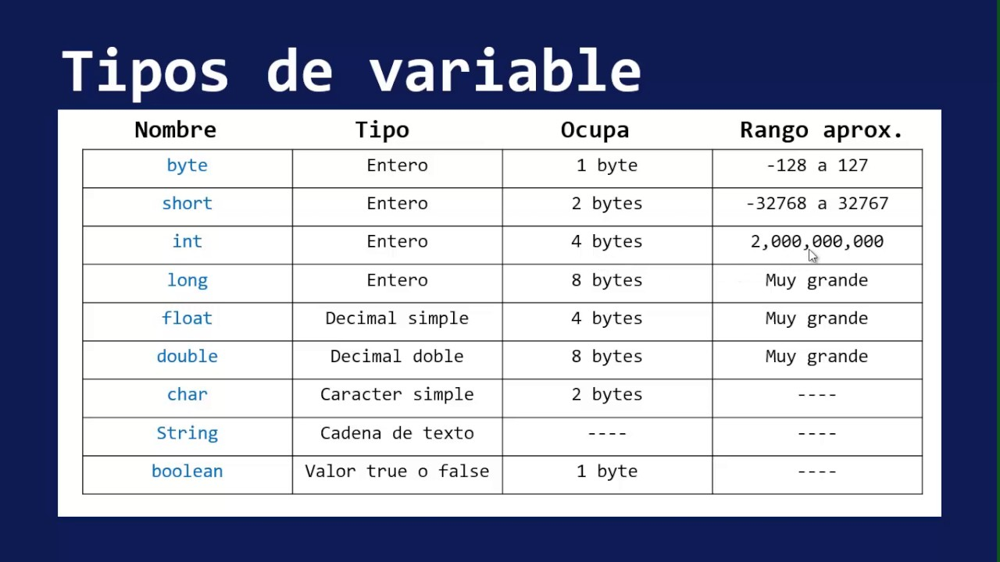 Tipos de variable
Nombre Tipo Ocupa Rango aprox.
byte Entero 1 byte -128 a 127
short Entero 2 bytes -32768 a 32767
int Entero 4 bytes 2,000,000,000
long Entero 8 bytes Muy grande
float Decimal simple 4 bytes Muy grande
double Decimal doble 8 bytes Muy grande
char Caracter simple 2 bytes ----
String Cadena de texto ---- ----
boolean Valor true o false 1 byte ----